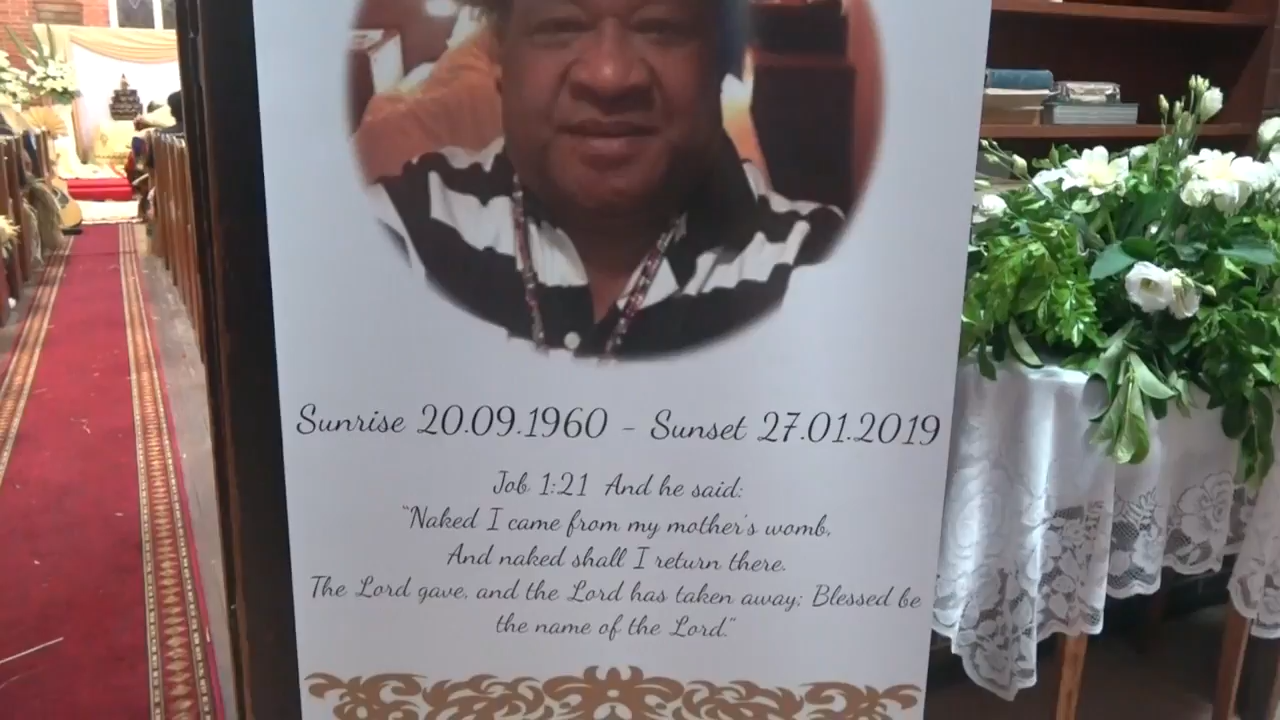 Sunrise 20.09.1960 - Sunset 27.01.2019
Job 1:21 And he said:
"Naked I came from my mother's womb,
And naked shall I return there.
The Lord gave, and the Lord has taken away; Blessed be
the name of the Lord."